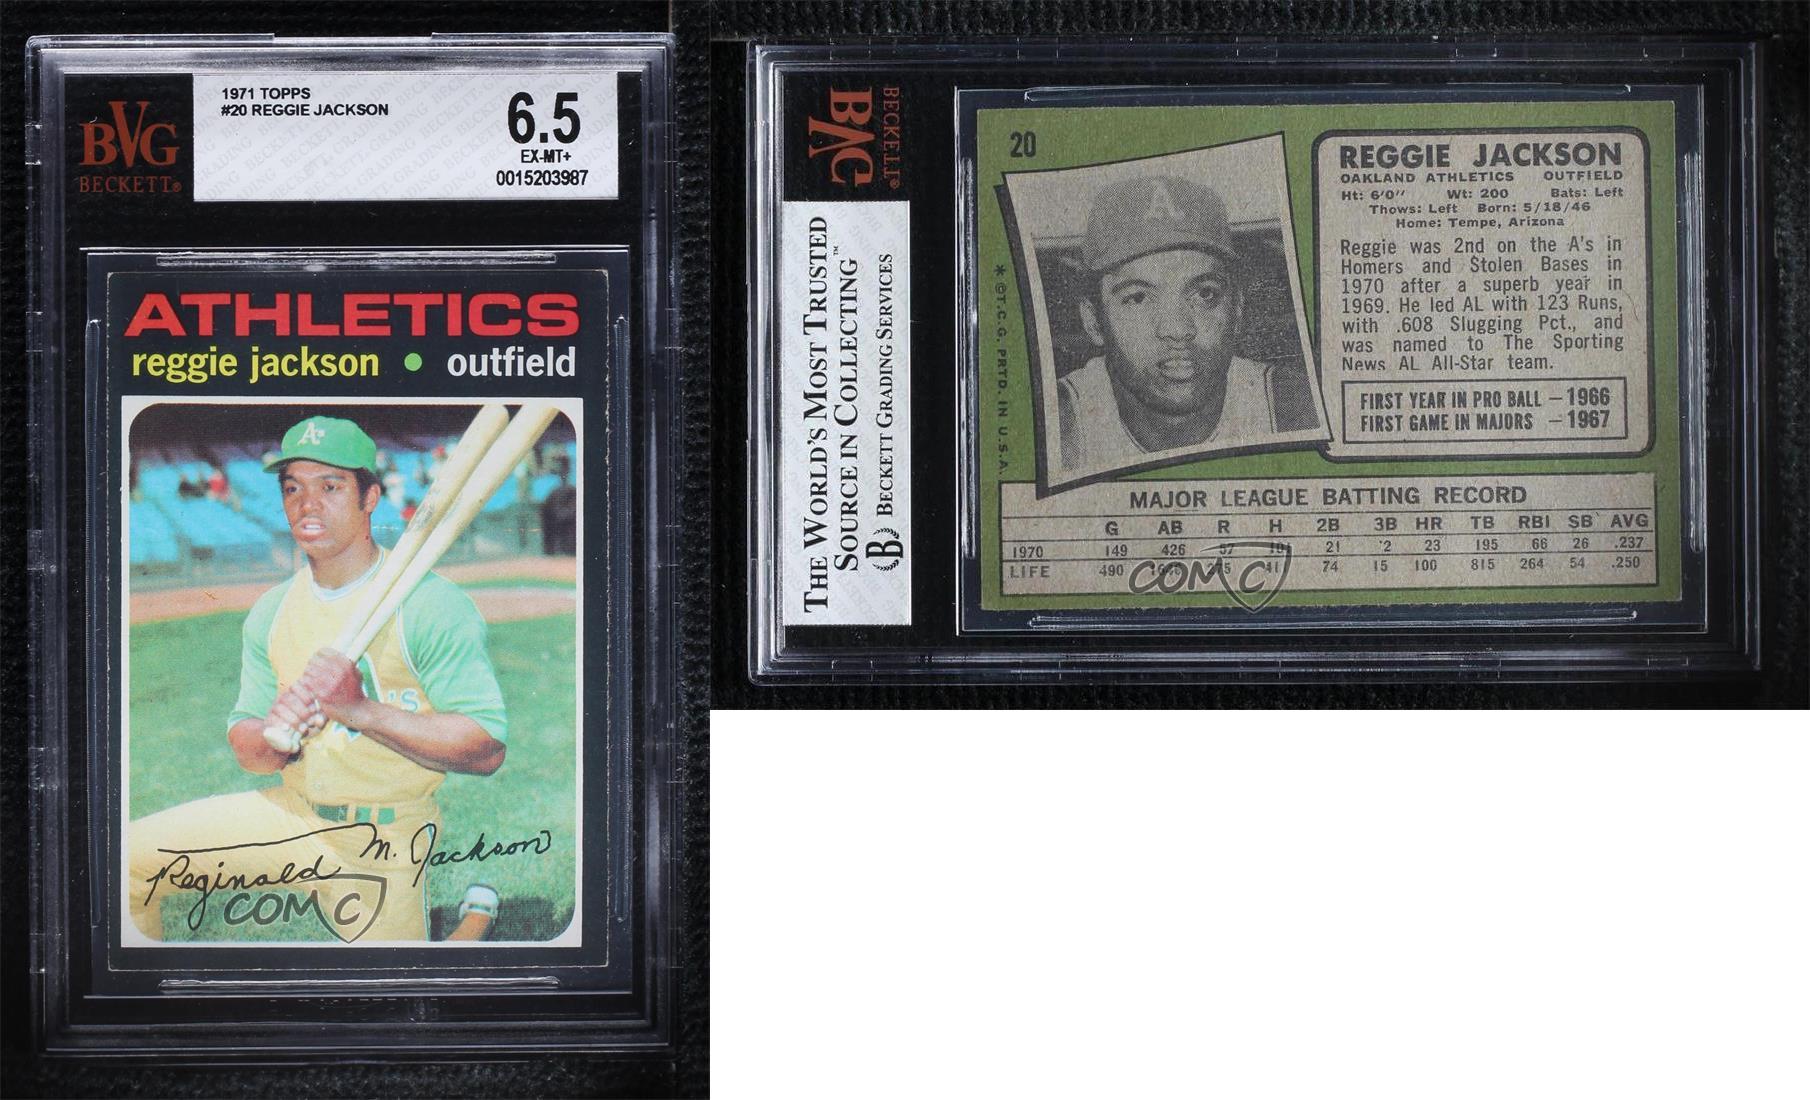 BVG
BECKETT®
1971 TOPPS
#20 REGGIE JACKSON
6.5
EX-MT+
0015203987
ATHLETICS
reggie jackson • outfield
A's
'S
Reginald M. Jackson
COMC
BECKETT®
BVG
THE WORLD'S MOST TRUSTED
SOURCE IN COLLECTING™
B BECKETT GRADING SERVICES
20
* ©T.C.G. PRTD. IN U.S.A.
A
REGGIE JACKSON
OAKLAND ATHLETICS OUTFIELD
Ht: 6'0" Wt: 200 Bats: Left
Thows: Left Born: 5/18/46
Home: Tempe, Arizona
Reggie was 2nd on the A's in
Homers and Stolen Bases in
1970 after a superb year in
1969. He led AL with 123 Runs,
with .608 Slugging Pct., and
was named to The Sporting
News AL All-Star team.
FIRST YEAR IN PRO BALL – 1966
FIRST GAME IN MAJORS – 1967
MAJOR LEAGUE BATTING RECORD
G AB R H 2B 3B HR TB RBI SB AVG
1970 149 426 57 101 21 2 23 195 66 26 .237
LIFE 490 275 74 15 100 815 264 54 .250
COMC